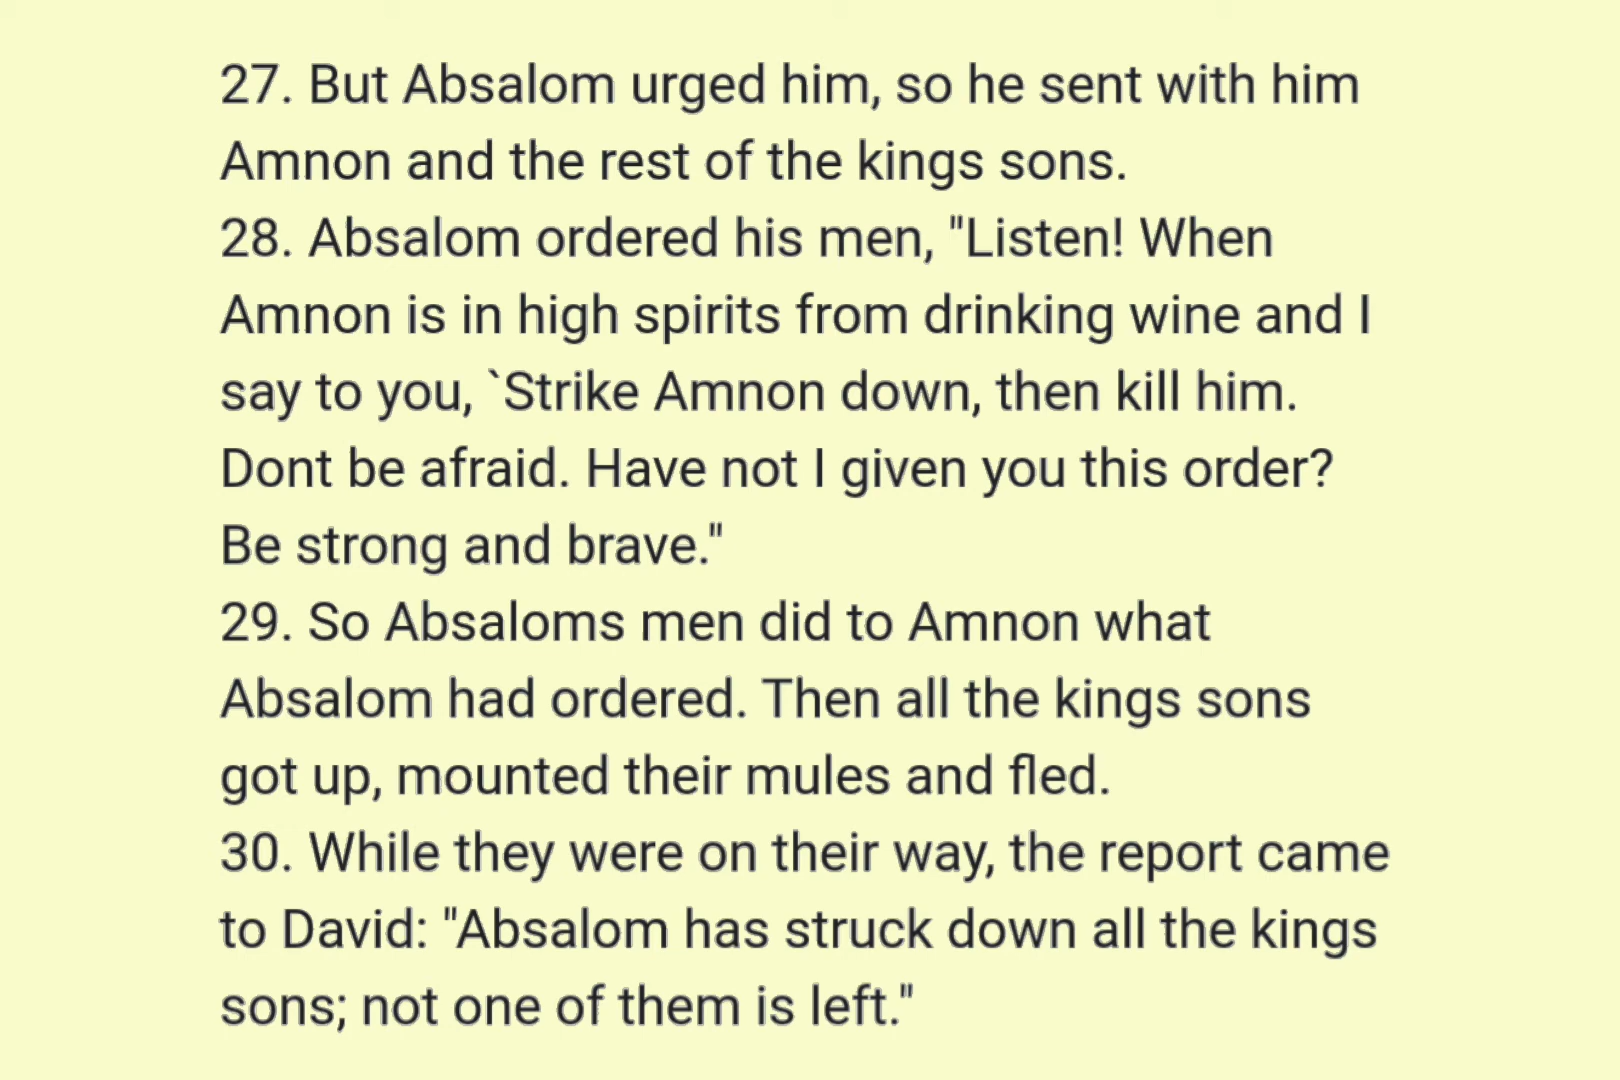 27. But Absalom urged him, so he sent with him
Amnon and the rest of the kings sons.
28. Absalom ordered his men, "Listen! When
Amnon is in high spirits from drinking wine and I
say to you, `Strike Amnon down, then kill him.
Dont be afraid. Have not I given you this order?
Be strong and brave."
29. So Absaloms men did to Amnon what
Absalom had ordered. Then all the kings sons
got up, mounted their mules and fled.
30. While they were on their way, the report came
to David: "Absalom has struck down all the kings
sons; not one of them is left."